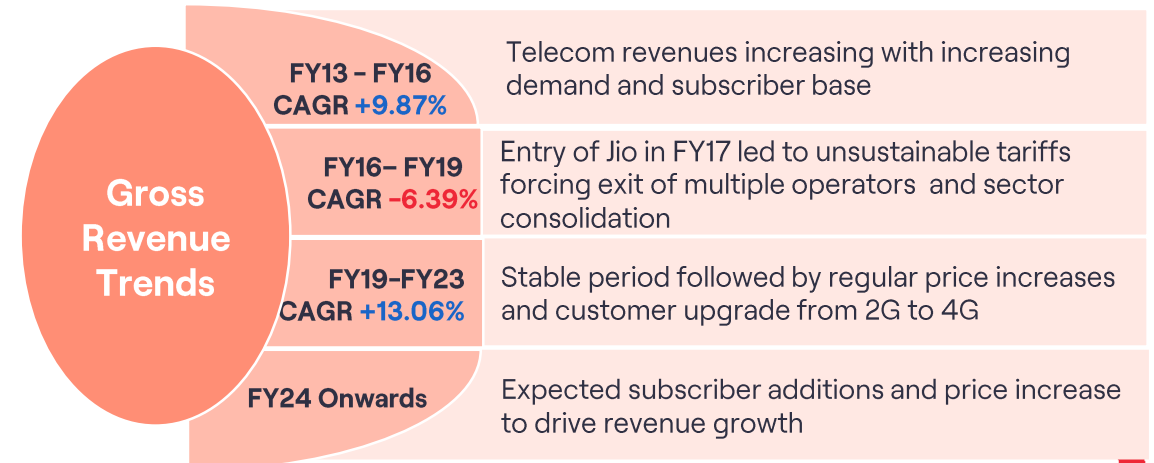 Gross
Revenue
Trends
FY13 – FY16
CAGR +9.87%
Telecom revenues increasing with increasing
demand and subscriber base
FY16– FY19
CAGR –6.39%
Entry of Jio in FY17 led to unsustainable tariffs
forcing exit of multiple operators  and sector
consolidation
FY19–FY23
CAGR +13.06%
Stable period followed by regular price increases
and customer upgrade from 2G to 4G
FY24 Onwards
Expected subscriber additions and price increase
to drive revenue growth